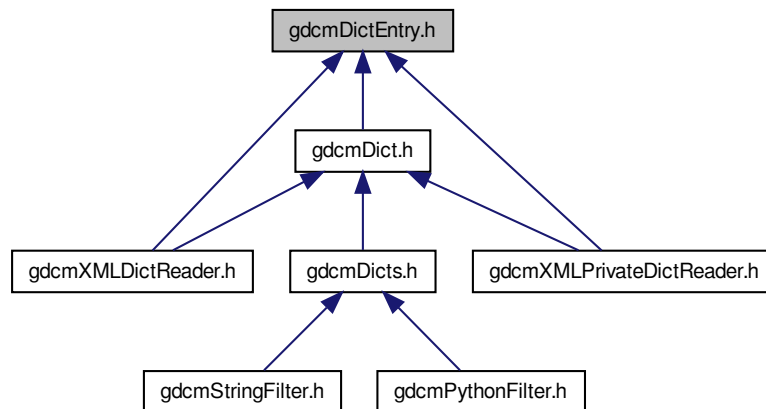 gdcmDictEntry.h
gdcmDict.h
gdcmXMLDictReader.h
gdcmDicts.h
gdcmXMLPrivateDictReader.h
gdcmStringFilter.h
gdcmPythonFilter.h